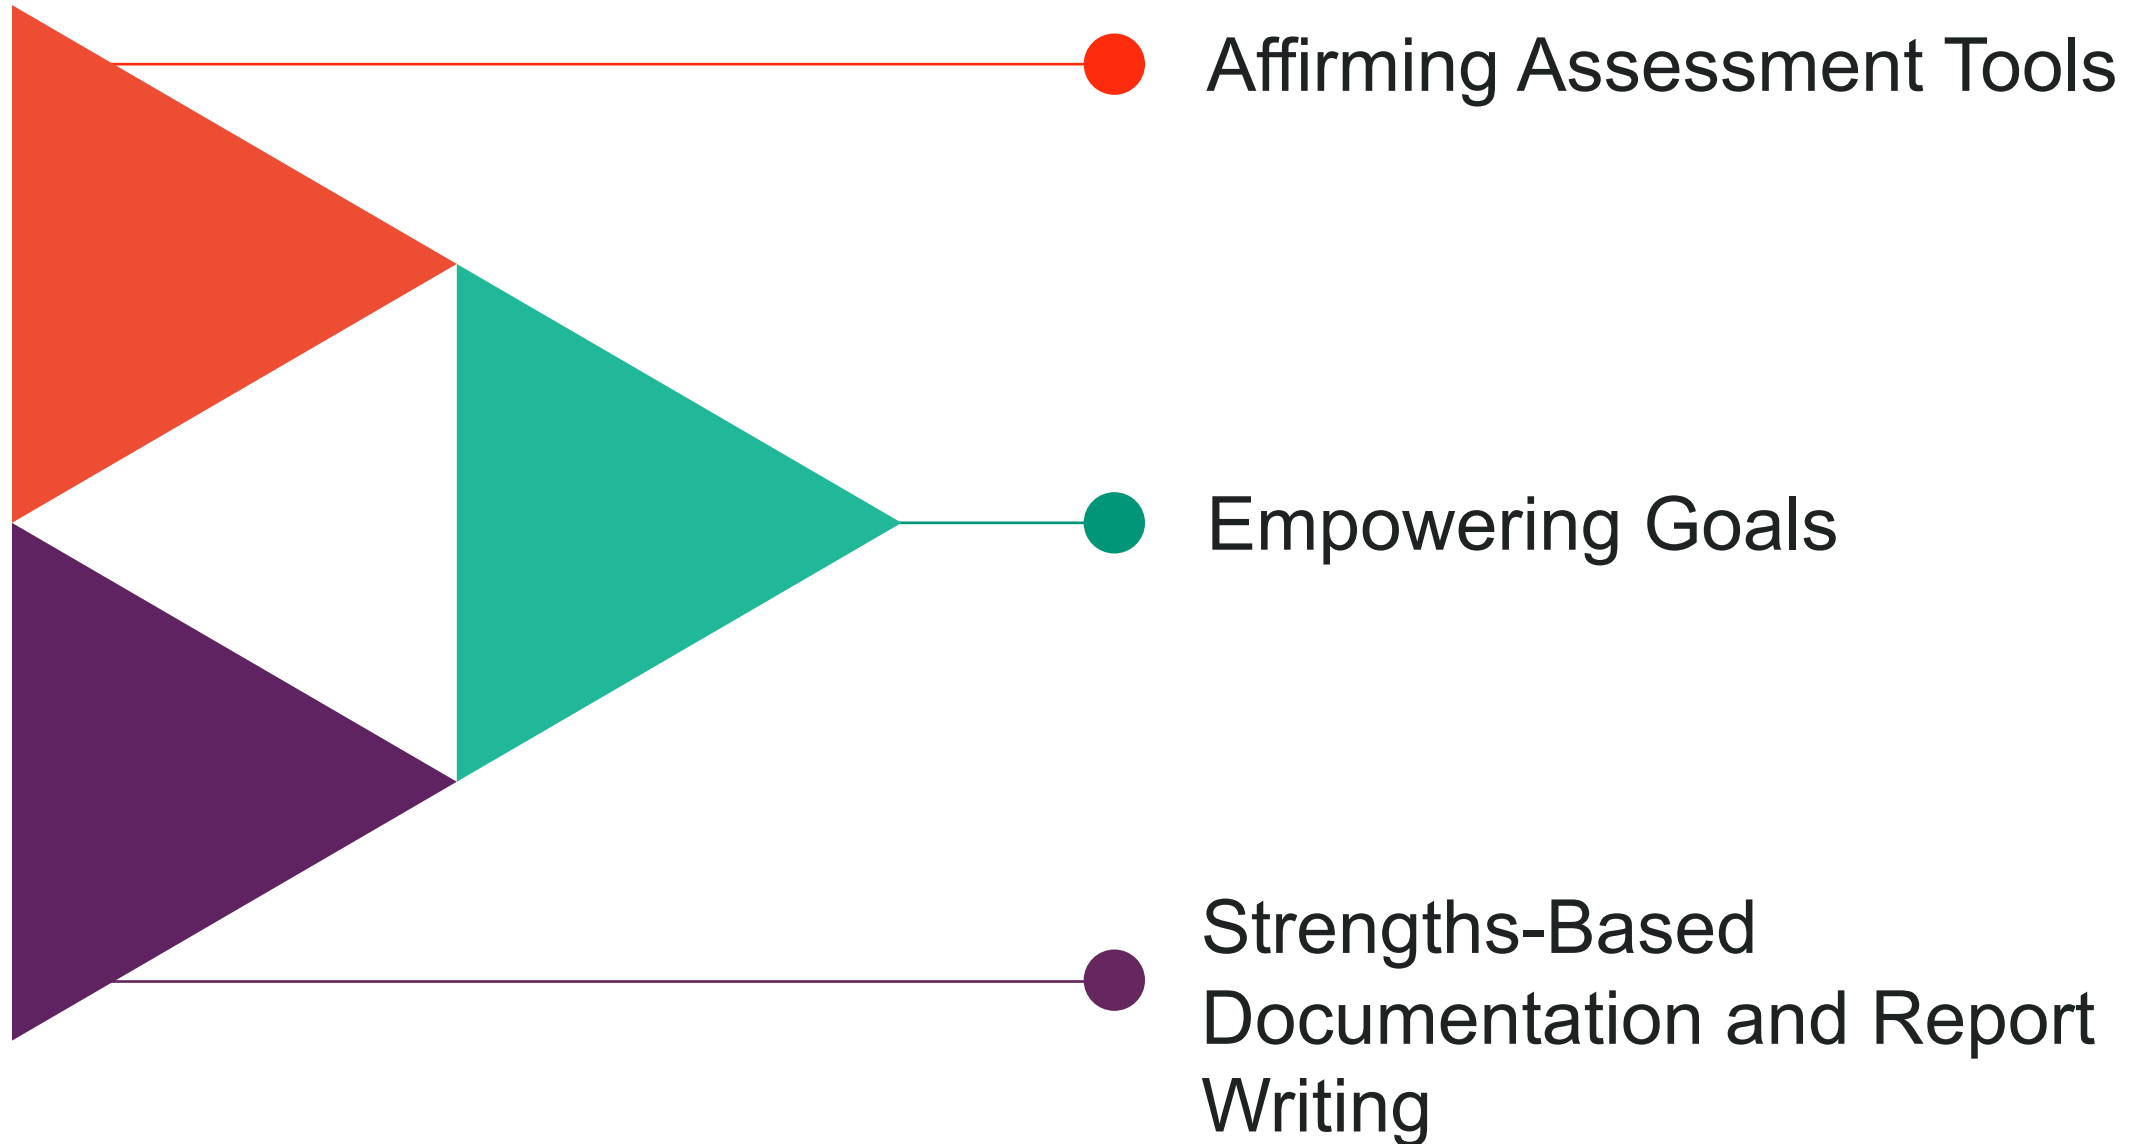 Affirming Assessment Tools
Empowering Goals
Strengths-Based
Documentation and Report
Writing